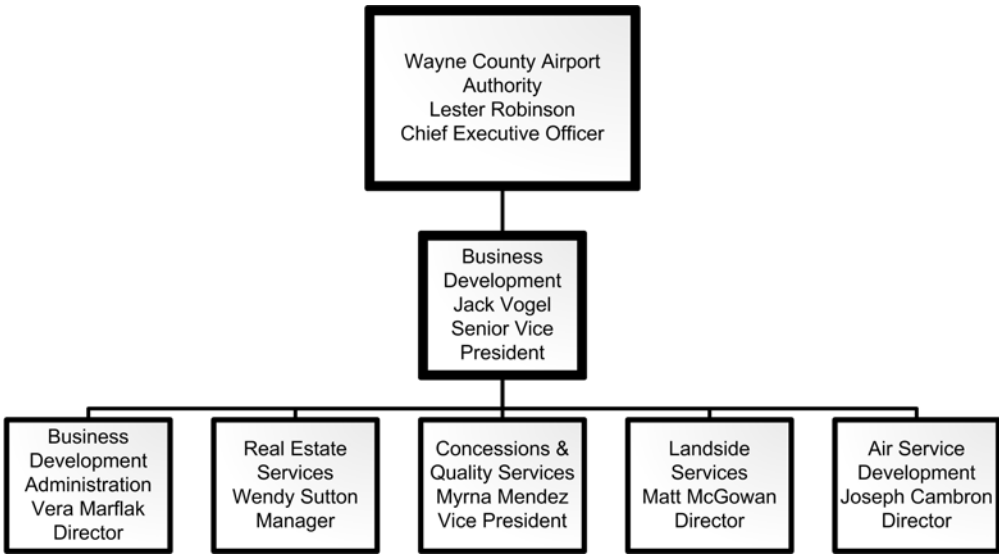 Wayne County Airport
Authority
Lester Robinson
Chief Executive Officer
Business
Development
Jack Vogel
Senior Vice
President
Business
Development
Administration
Vera Marflak
Director
Real Estate
Services
Wendy Sutton
Manager
Concessions &
Quality Services
Myrna Mendez
Vice President
Landside
Services
Matt McGowan
Director
Air Service
Development
Joseph Cambron
Director